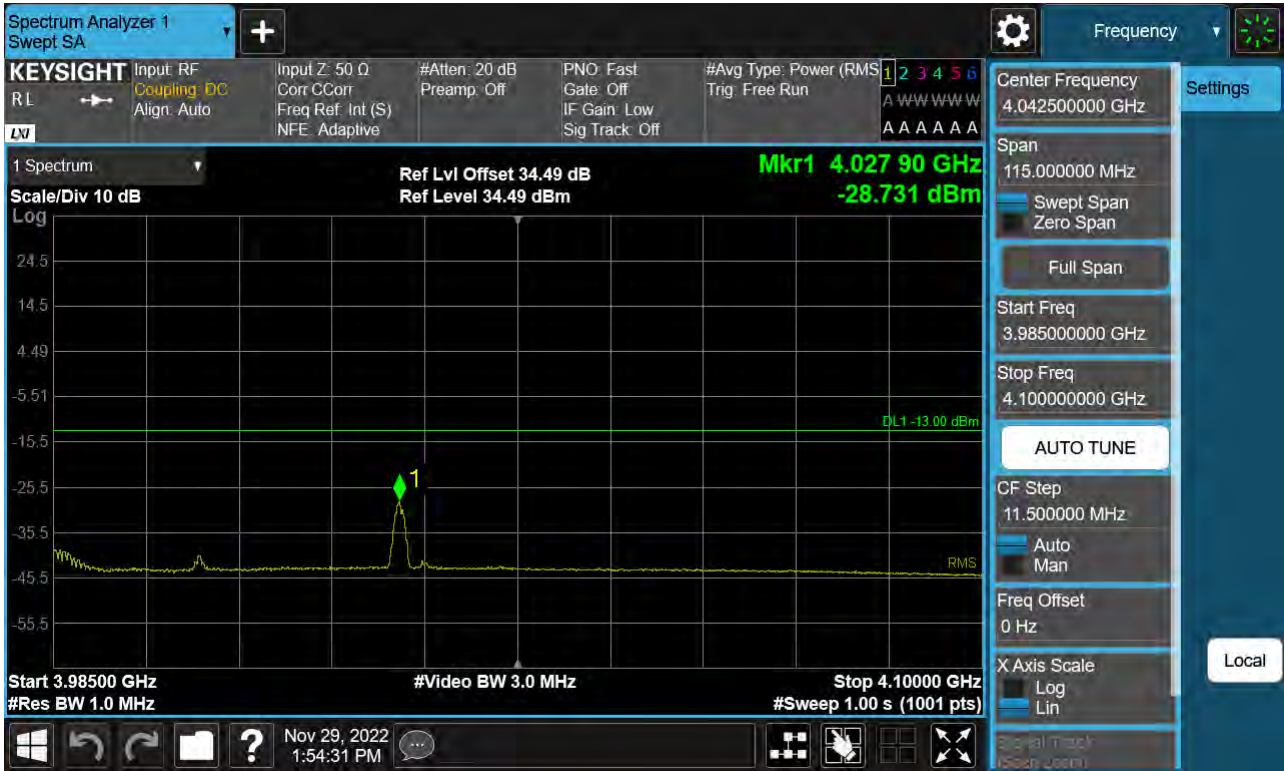 Spectrum Analyzer 1
Swept SA
Frequency
KEYSIGHT
RL
LXI
Input: RF
Coupling: DC
Align: Auto
Input Z: 50 Ω
Corr CCorr
Freq Ref: Int (S)
NFE: Adaptive
#Atten: 20 dB
Preamp: Off
PNO: Fast
Gate: Off
IF Gain: Low
Sig Track: Off
#Avg Type: Power (RMS
Trig: Free Run
1 2 3 4 5 6
A W W W W W
A A A A A A
1 Spectrum
Scale/Div 10 dB
Log
Ref Lvl Offset 34.49 dB
Ref Level 34.49 dBm
Mkr1 4.027 90 GHz
-28.731 dBm
24.5
14.5
4.49
-5.51
DL1 -13.00 dBm
-15.5
1
-25.5
-35.5
RMS
-45.5
-55.5
Start 3.98500 GHz
#Video BW 3.0 MHz
Stop 4.10000 GHz
#Res BW 1.0 MHz
#Sweep 1.00 s (1001 pts)
Center Frequency
4.042500000 GHz
Settings
Span
115.000000 MHz
Swept Span
Zero Span
Full Span
Start Freq
3.985000000 GHz
Stop Freq
4.100000000 GHz
AUTO TUNE
CF Step
11.500000 MHz
Auto
Man
Freq Offset
0 Hz
X Axis Scale
Log
Lin
Local
Signal Track
(Span Zoom)
?
Nov 29, 2022
1:54:31 PM